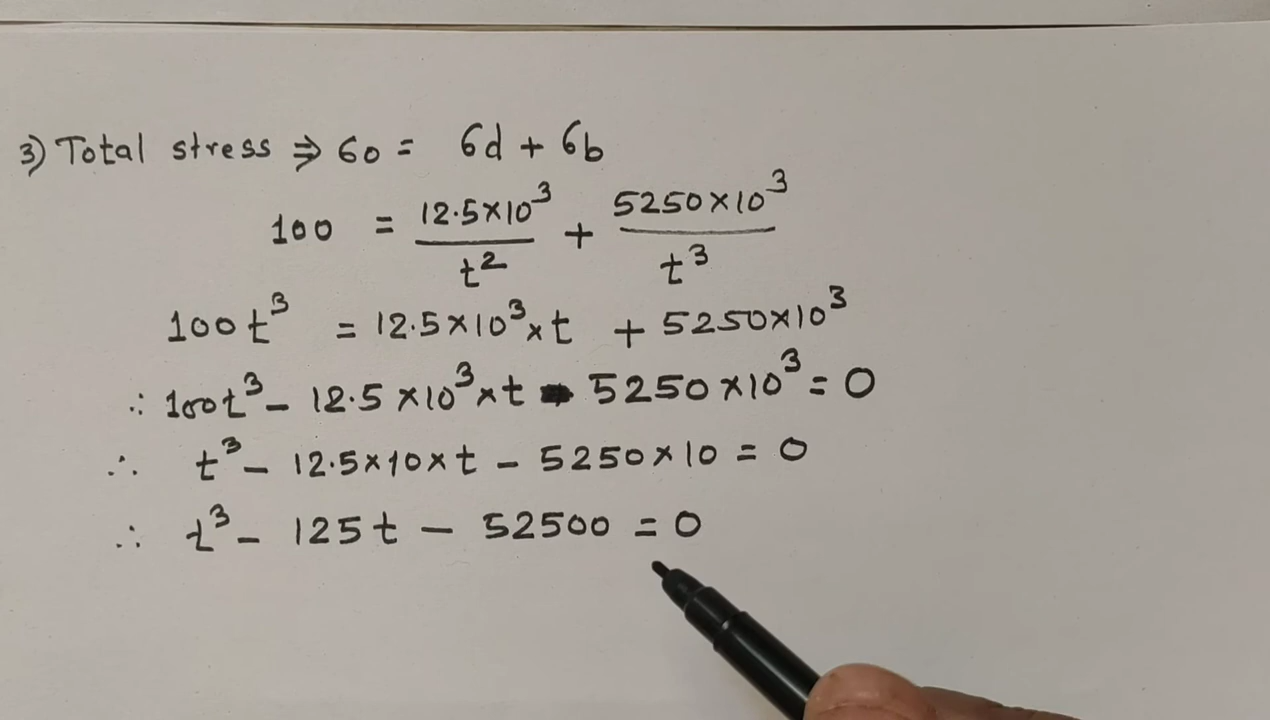 3) Total stress ⇒ σo = σd + σb
100 = 12.5×10³/t² + 5250×10³/t³
100t³ = 12.5×10³×t + 5250×10³
∴ 100t³ - 12.5×10³×t - 5250×10³ = 0
∴ t³ - 12.5×10×t - 5250×10 = 0
∴ t³ - 125t - 52500 = 0